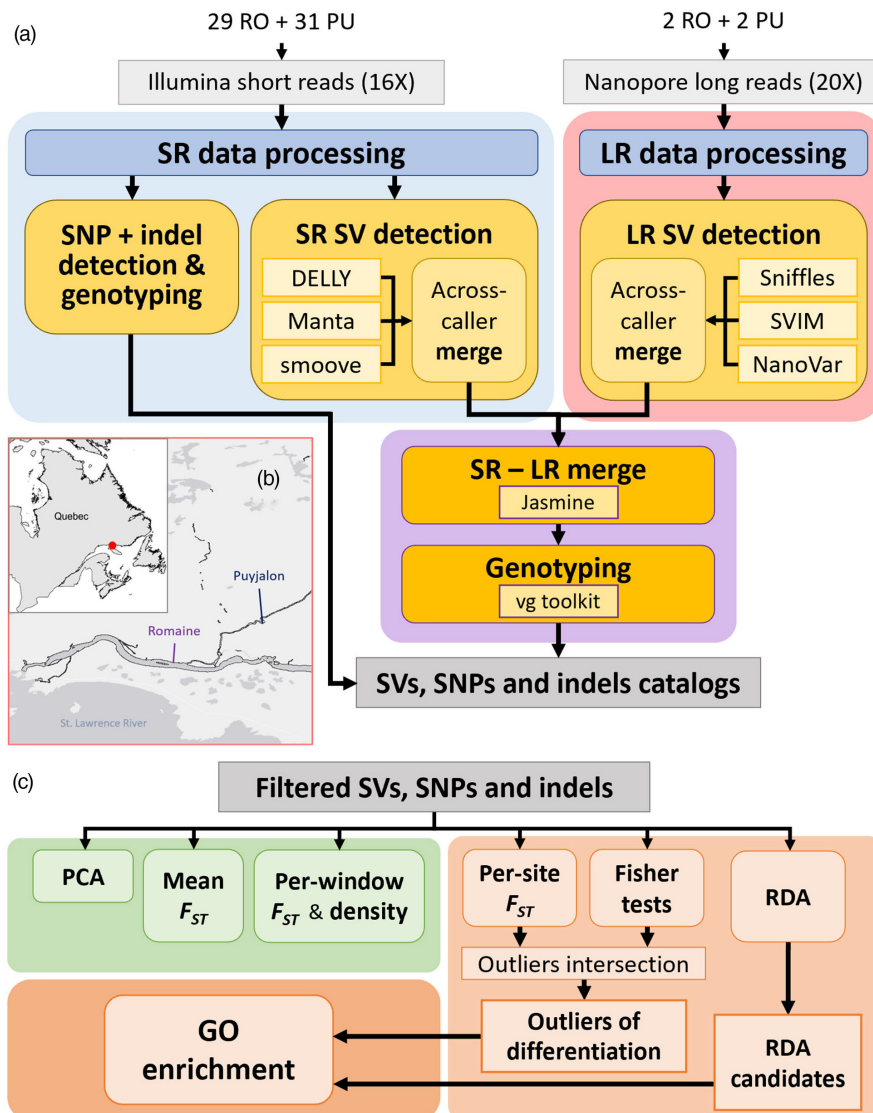 (a)
29 RO + 31 PU
2 RO + 2 PU
Illumina short reads (16X)
Nanopore long reads (20X)
SR data processing
LR data processing
SNP + indel
detection &
genotyping
SR SV detection
DELLY
Manta
smoove
Across-
caller
merge
LR SV detection
Across-
caller
merge
Sniffles
SVIM
NanoVar
SR – LR merge
Jasmine
Genotyping
vg toolkit
SVs, SNPs and indels catalogs
(b)
Quebec
Puyjalon
Romaine
St. Lawrence River
(c)
Filtered SVs, SNPs and indels
PCA
Mean
FST
Per-window
FST & density
Per-site
FST
Fisher
tests
RDA
Outliers intersection
Outliers of
differentiation
RDA
candidates
GO
enrichment